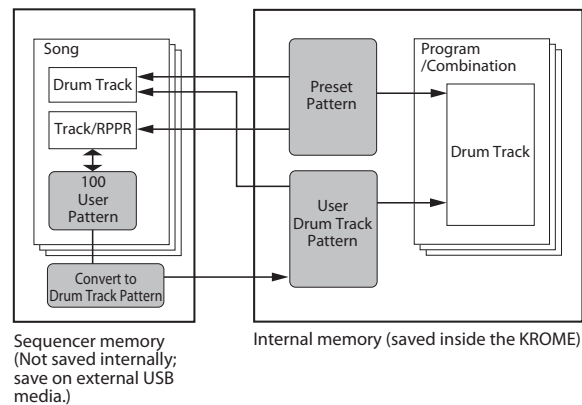 Song
Drum Track
Track/RPPR
100
User
Pattern
Convert to
Drum Track Pattern
Preset
Pattern
User
Drum Track
Pattern
Program
/Combination
Drum Track
Sequencer memory
(Not saved internally;
save on external USB
media.)
Internal memory (saved inside the KROME)